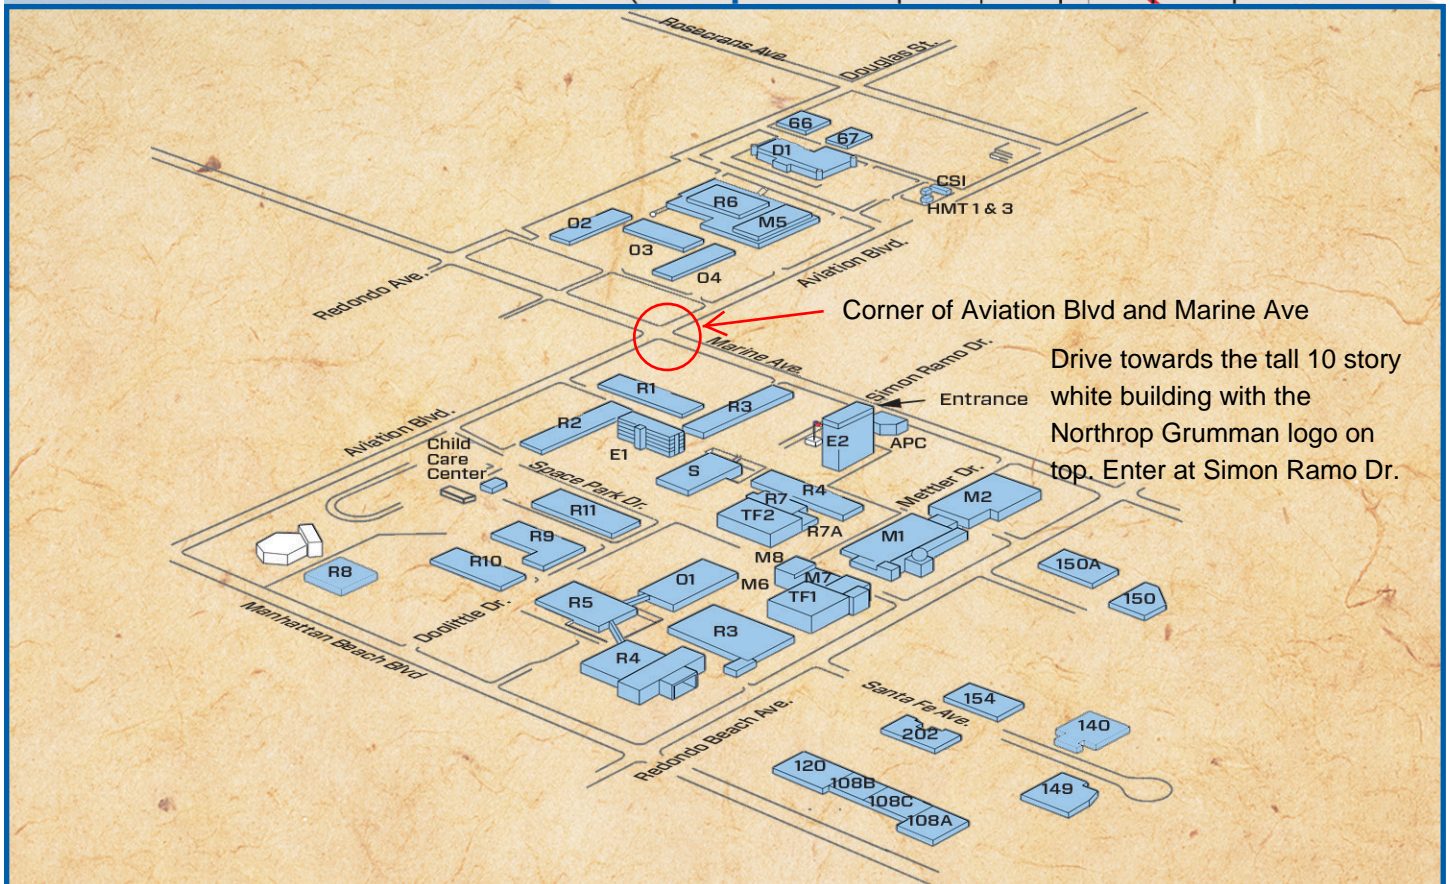 Rosecrans Ave.
Douglas St.
66
67
D1
CSI
HMT 1 & 3
R6
M5
O2
O3
O4
Aviation Blvd.
Redondo Ave.
Corner of Aviation Blvd and Marine Ave
Marine Ave.
Simon Ramo Dr.
Drive towards the tall 10 story
white building with the
Northrop Grumman logo on
top. Enter at Simon Ramo Dr.
Entrance
R1
R3
R2
E1
E2
APC
Aviation Blvd.
Child
Care
Center
Space Park Dr.
S
R4
R7
TF2
R7A
Mettler Dr.
M2
M1
R11
R9
R10
R8
M8
M7
M6
TF1
O1
R5
R3
R4
150A
150
Doolittle Dr.
Manhattan Beach Blvd
Redondo Beach Ave.
Santa Fe Ave.
154
202
140
120
108B
108C
108A
149